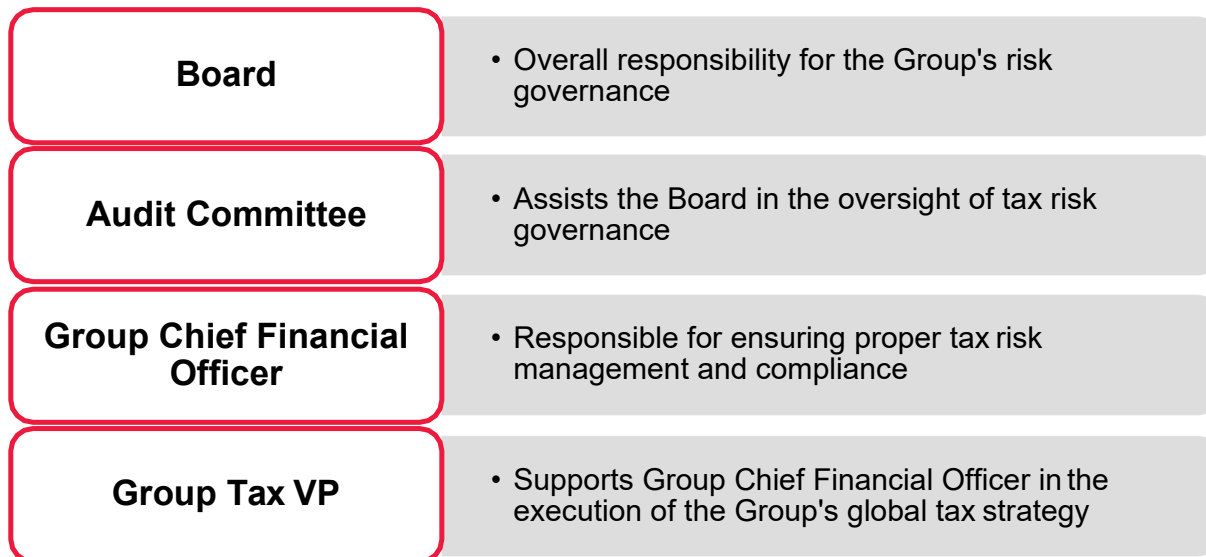 Board
• Overall responsibility for the Group's risk
governance
Audit Committee
• Assists the Board in the oversight of tax risk
governance
Group Chief Financial
Officer
• Responsible for ensuring proper tax risk
management and compliance
Group Tax VP
• Supports Group Chief Financial Officer in the
execution of the Group's global tax strategy